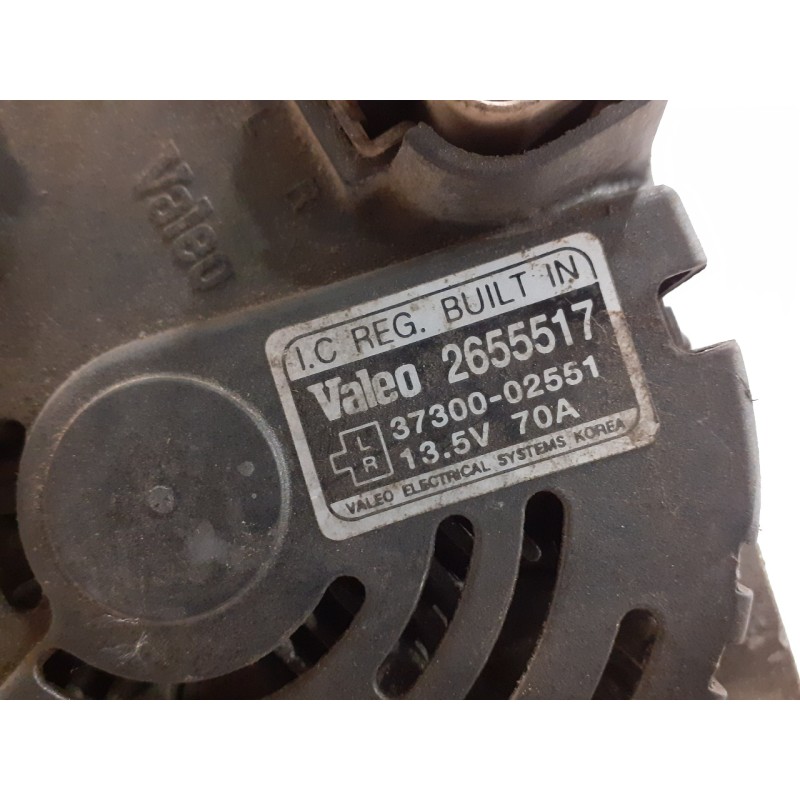 Valeo
I.C REG. BUILT IN
Valeo 2655517
37300-02551
L
R
13.5V 70A
VALEO ELECTRICAL SYSTEMS KOREA